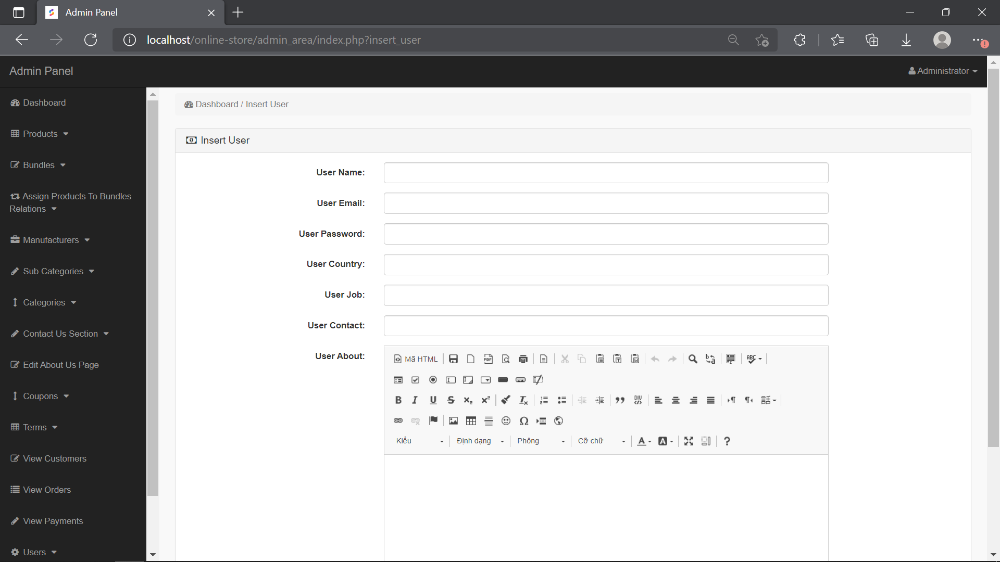 Admin Panel
localhost/online-store/admin_area/index.php?insert_user
Admin Panel
Administrator
Dashboard
Products
Bundles
Assign Products To Bundles
Relations
Manufacturers
Sub Categories
Categories
Contact Us Section
Edit About Us Page
Coupons
Terms
View Customers
View Orders
View Payments
Users
Dashboard / Insert User
Insert User
User Name:
User Email:
User Password:
User Country:
User Job:
User Contact:
User About:
Mã HTML
Kiểu
Định dạng
Phông
Cỡ chữ